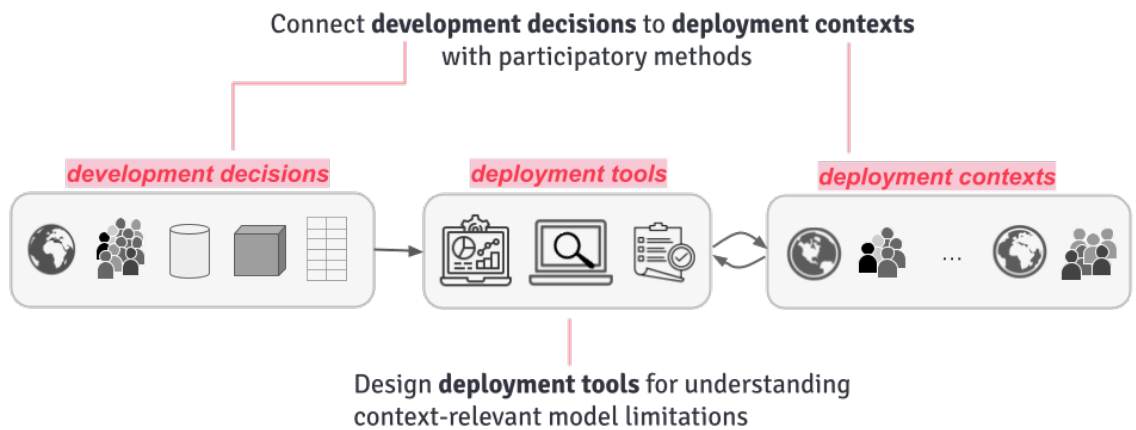 Connect development decisions to deployment contexts
with participatory methods
development decisions
deployment tools
deployment contexts
...
Design deployment tools for understanding
context-relevant model limitations